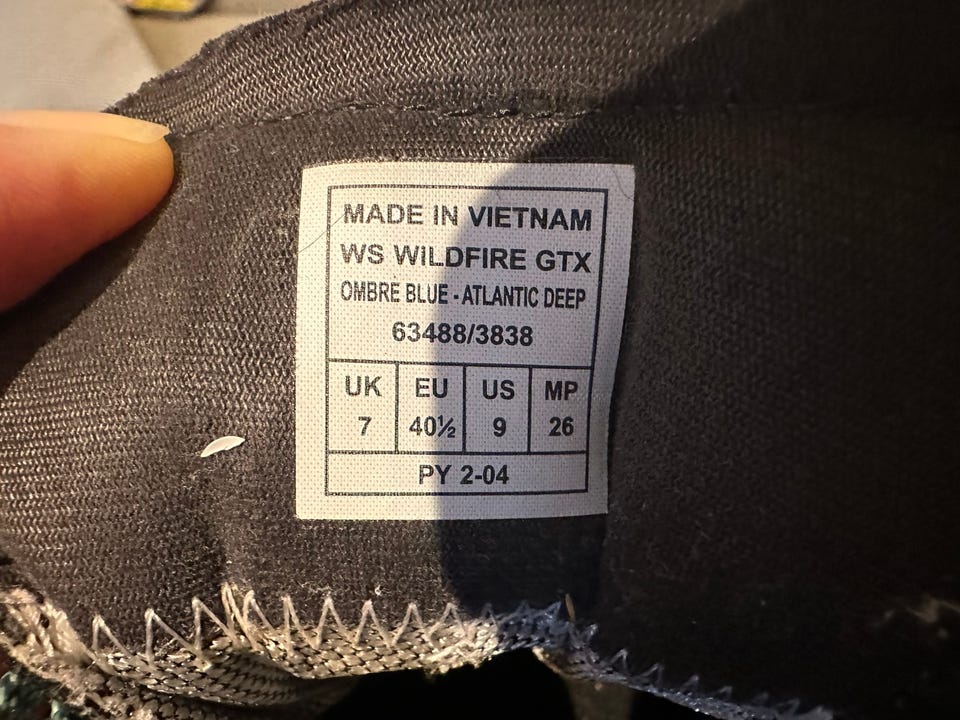 MADE IN VIETNAM
WS WILDFIRE GTX
OMBRE BLUE - ATLANTIC DEEP
63488/3838
UK EU US MP
7 40½ 9 26
PY 2-04